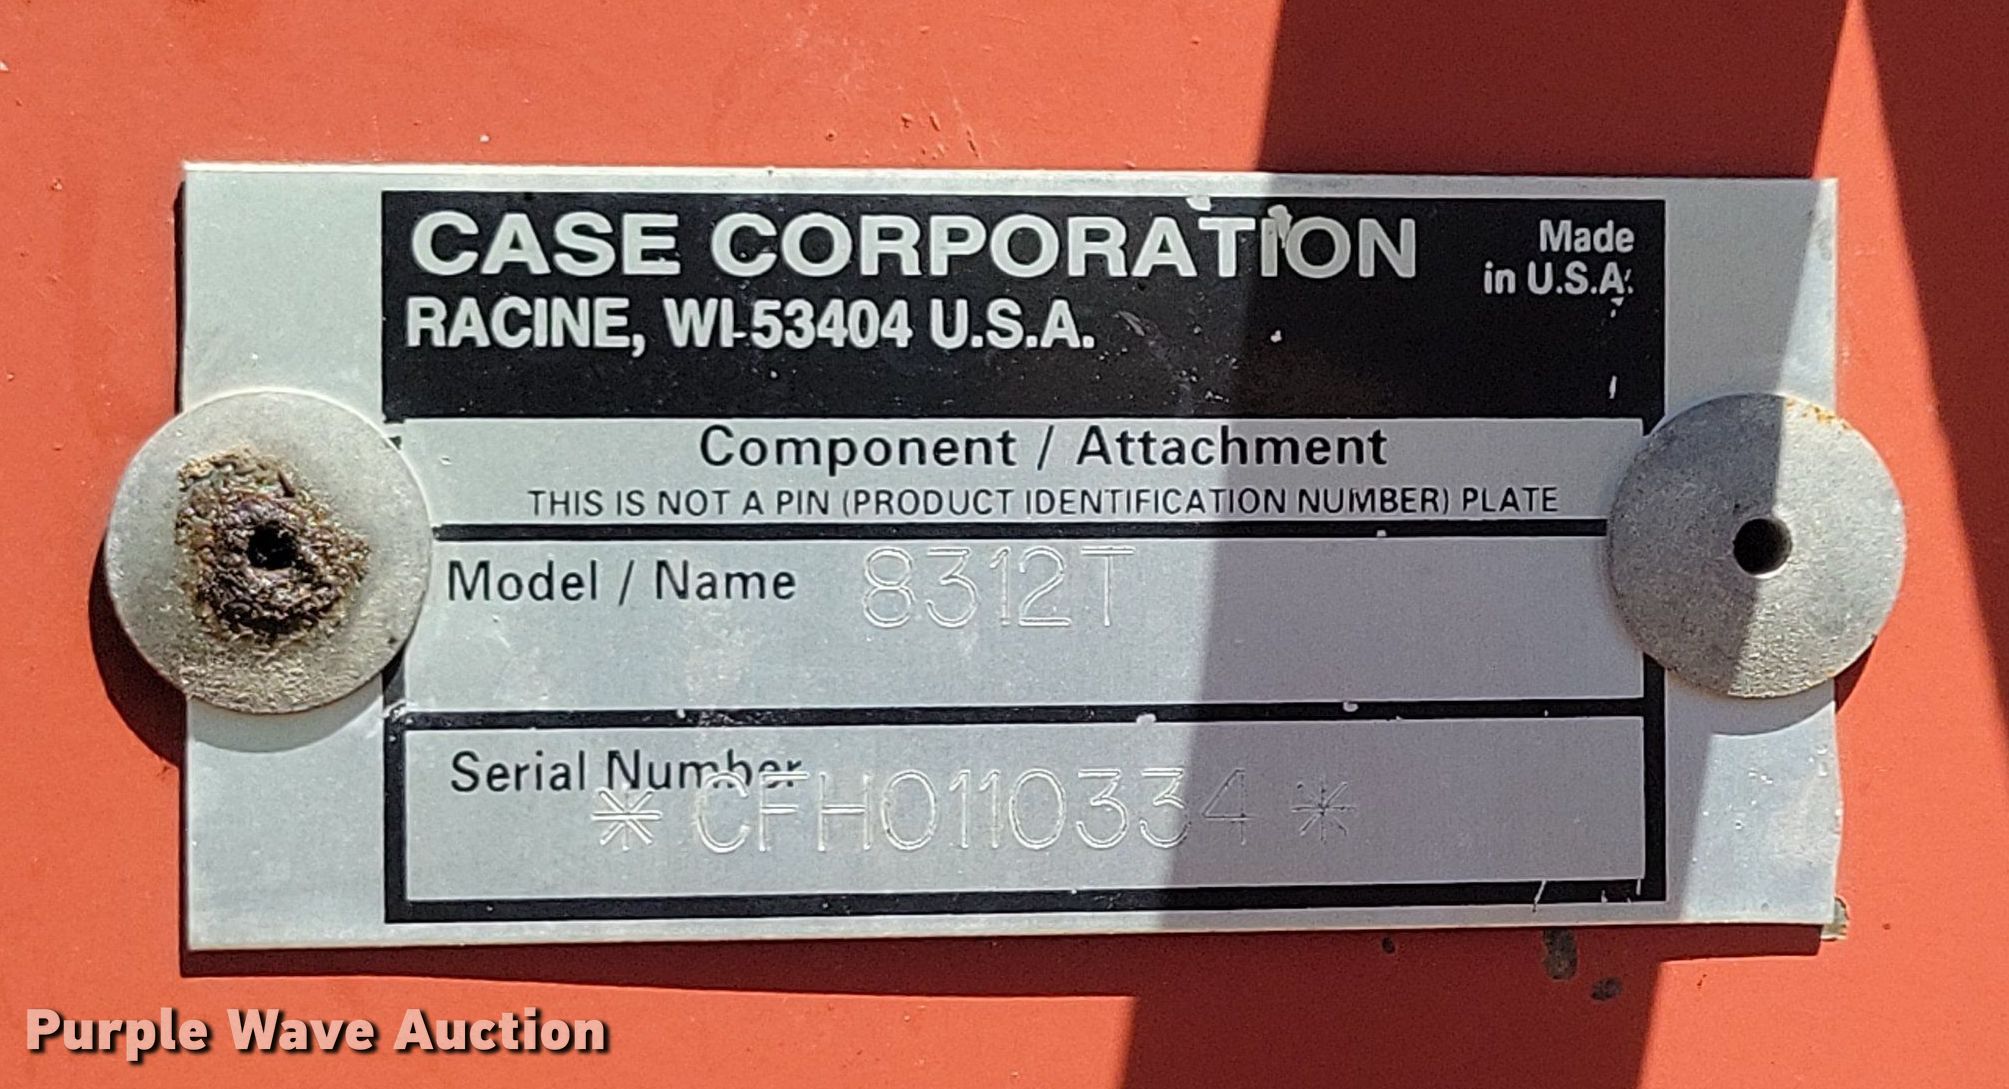 CASE CORPORATION
Made
in U.S.A.
RACINE, WI 53404 U.S.A.
Component / Attachment
THIS IS NOT A PIN (PRODUCT IDENTIFICATION NUMBER) PLATE
Model / Name 8312T
Serial Number
* CFH0110334 *
Purple Wave Auction